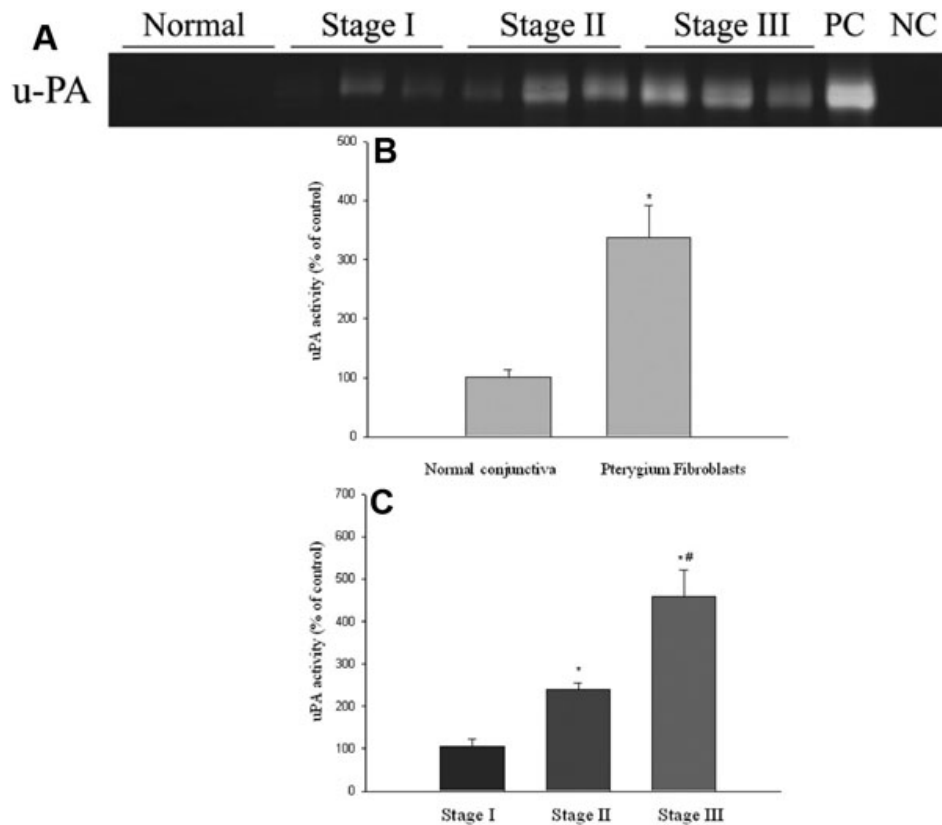 A Normal Stage I Stage II Stage III PC NC
u-PA
B
uPA activity (% of control)
500
400
300
200
100
0
*
Normal conjunctiva Pterygium Fibroblasts
C
uPA activity (% of control)
700
600
500
400
300
200
100
0
*
*#
Stage I Stage II Stage III